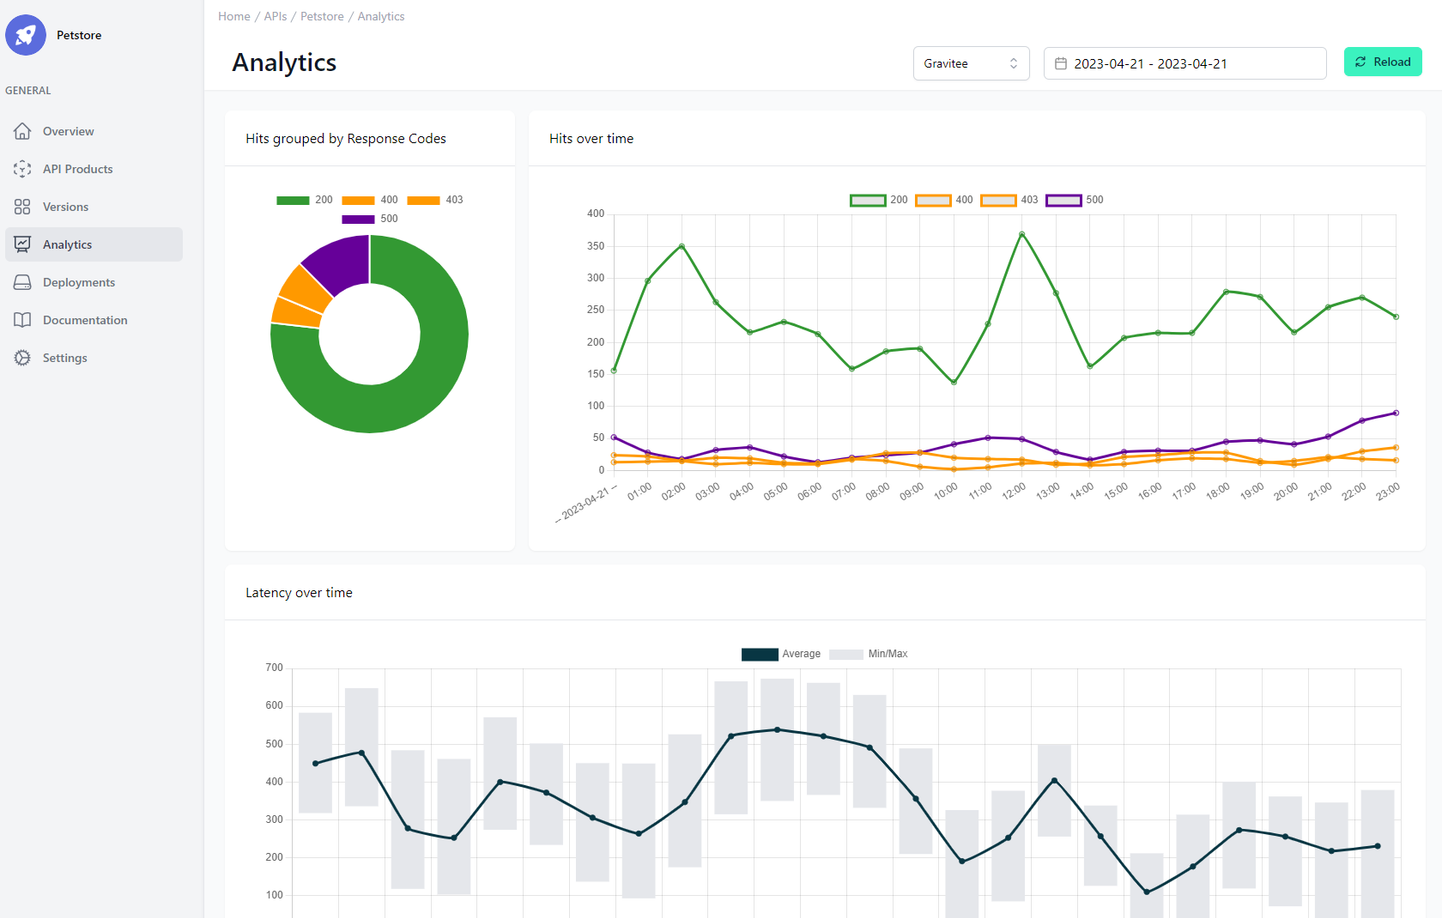 Home / APIs / Petstore / Analytics
Petstore
Analytics
Gravitee
2023-04-21 - 2023-04-21
Reload
GENERAL
Overview
API Products
Versions
Analytics
Deployments
Documentation
Settings
Hits grouped by Response Codes
200 400 403
500
Hits over time
200 400 403 500
400
350
300
250
200
150
100
50
0
-- 2023-04-21 -- 01:00 02:00 03:00 04:00 05:00 06:00 07:00 08:00 09:00 10:00 11:00 12:00 13:00 14:00 15:00 16:00 17:00 18:00 19:00 20:00 21:00 22:00 23:00
Latency over time
Average Min/Max
700
600
500
400
300
200
100